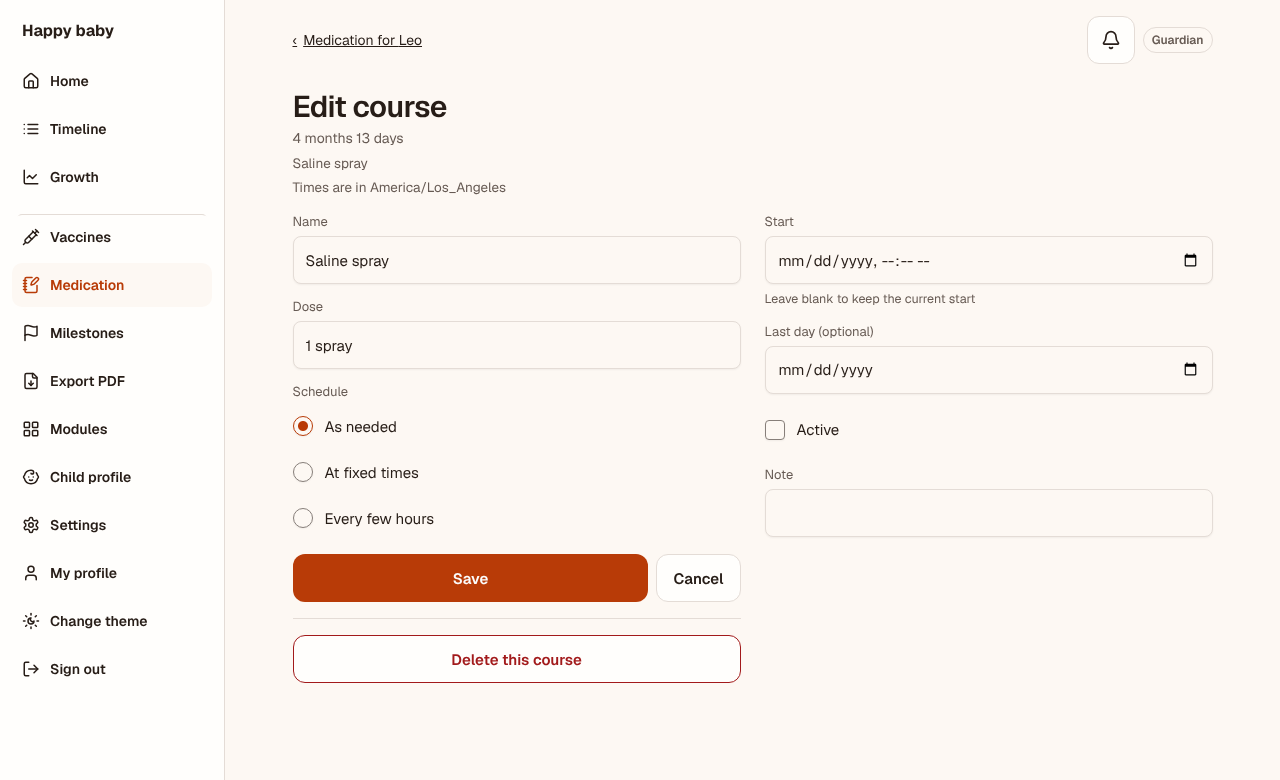 Happy baby
Home
Timeline
Growth
Vaccines
Medication
Milestones
Export PDF
Modules
Child profile
Settings
My profile
Change theme
Sign out
‹ Medication for Leo
Guardian
Edit course
4 months 13 days
Saline spray
Times are in America/Los_Angeles
Name
Saline spray
Dose
1 spray
Schedule
As needed
At fixed times
Every few hours
Save
Cancel
Delete this course
Start
mm/dd/yyyy, --:-- --
Leave blank to keep the current start
Last day (optional)
mm/dd/yyyy
Active
Note